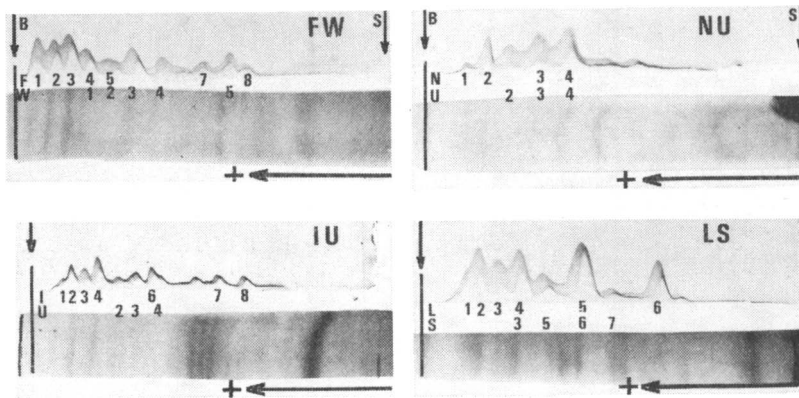 B FW S
F 1 2 3 4 5 7 8
W 1 2 3 4 5
+
B NU S
N 1 2 3 4
U 2 3 4
+
IU
I 1 2 3 4 6 7 8
U 2 3 4
+
LS
L 1 2 3 4 5 6
S 3 5 6 7
+